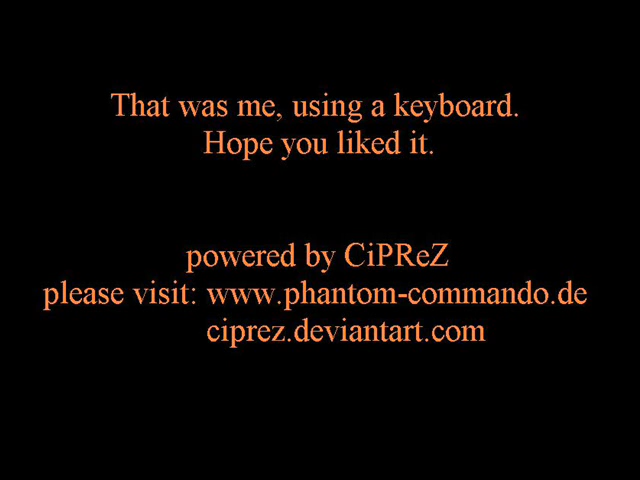 That was me, using a keyboard.
Hope you liked it.
powered by CiPReZ
please visit: www.phantom-commando.de
ciprez.deviantart.com